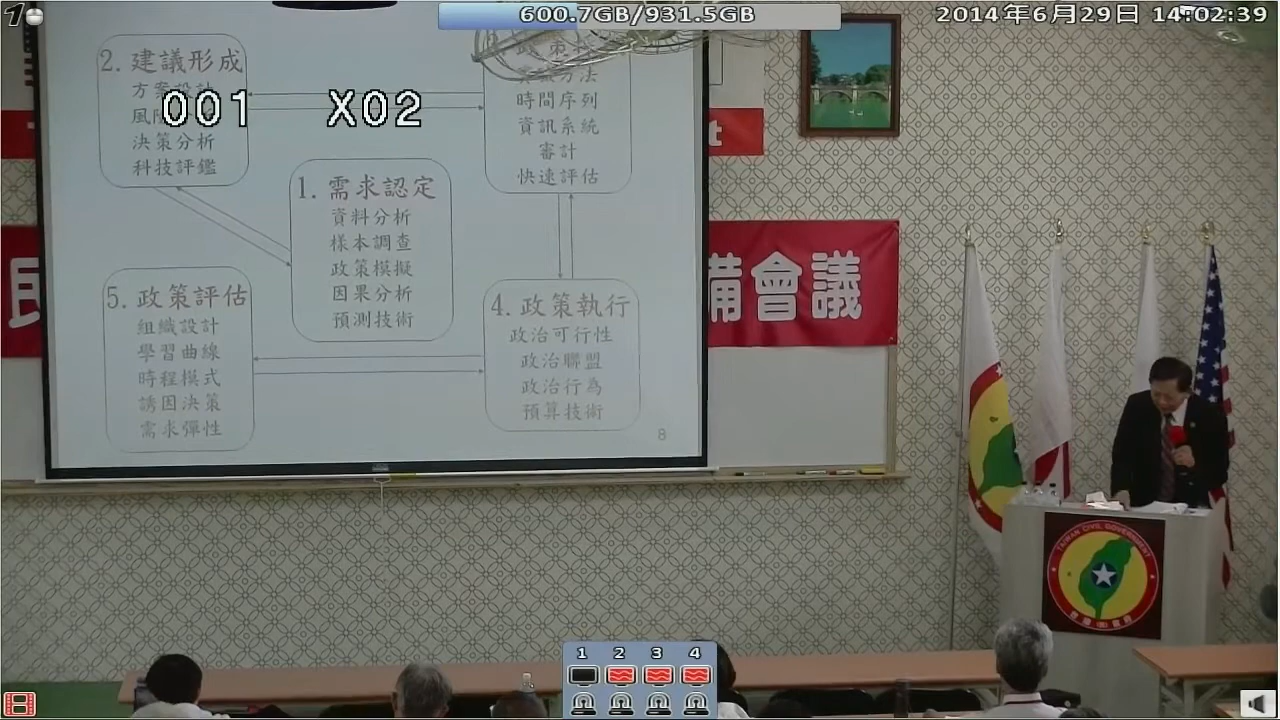 1
600.7GB/931.5GB
2014年6月29日 14:02:39
001 X02
2. 建議形成
決策分析
科技評鑑
時間序列
資訊系統
審計
快速評估
1. 需求認定
資料分析
樣本調查
政策模擬
因果分析
預測技術
5. 政策評估
組織設計
學習曲線
時程模式
誘因決策
需求彈性
4. 政策執行
政治可行性
政治聯盟
政治行為
預算技術
8
t
民
備會議
TAIWAN CIVIL GOVERNMENT
1 2 3 4